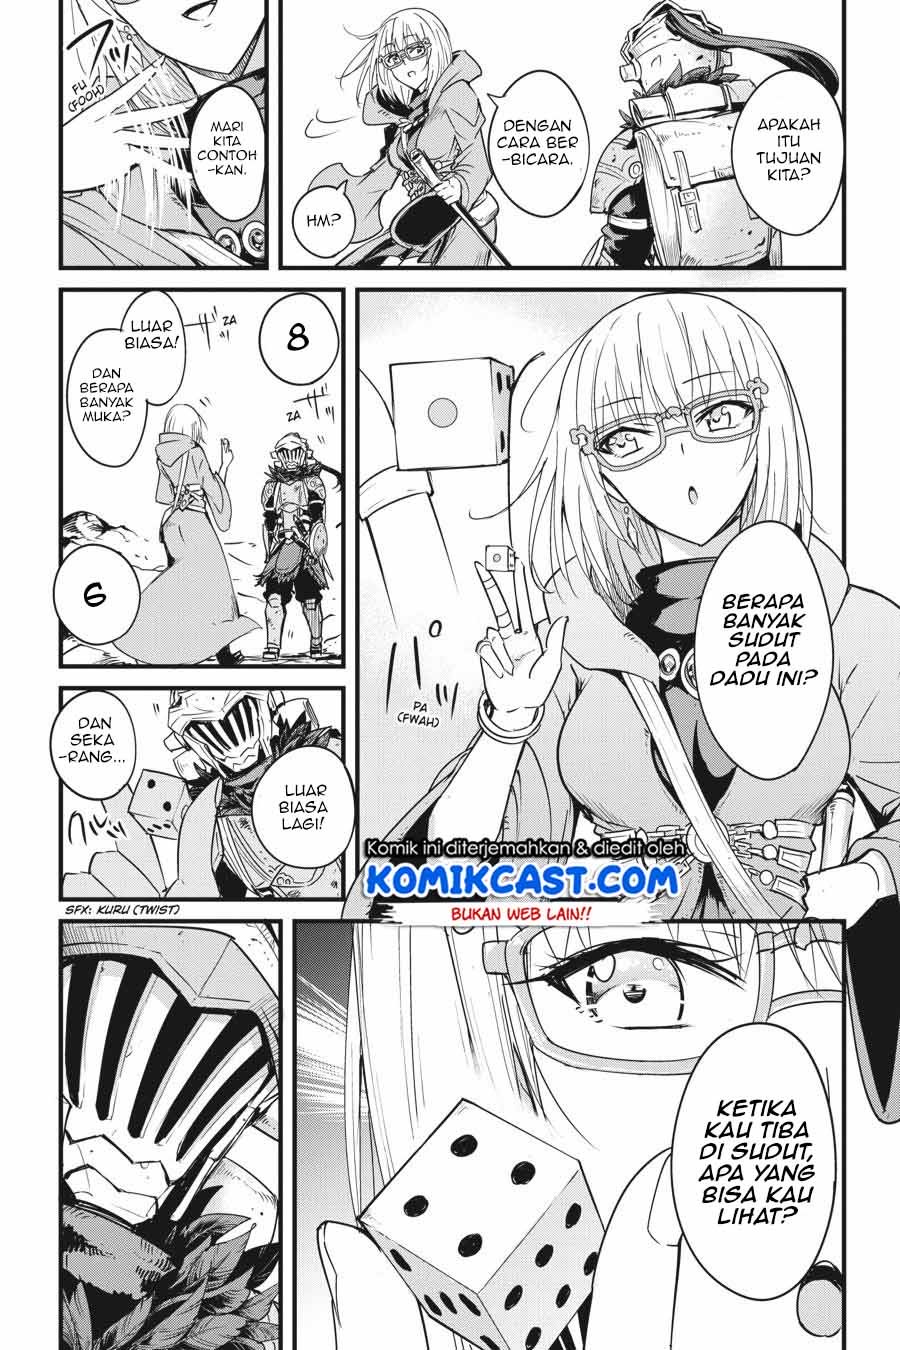 APAKAH
ITU
TUJUAN
KITA?
DENGAN
CARA BER
-BICARA.
HM?
MARI
KITA
CONTOH
-KAN.
FU
(FOOH)
BERAPA
BANYAK
SUDUT
PADA
DADU INI?
PA
(FWAH)
8
ZA
ZA
LUAR
BIASA!
DAN
BERAPA
BANYAK
MUKA?
6
LUAR
BIASA
LAGI!
DAN
SEKA
-RANG...
SFX: KURU (TWIST)
Komik ini diterjemahkan & diedit oleh
KOMIKCAST.COM
BUKAN WEB LAIN!!
KETIKA
KAU TIBA
DI SUDUT,
APA YANG
BISA KAU
LIHAT?